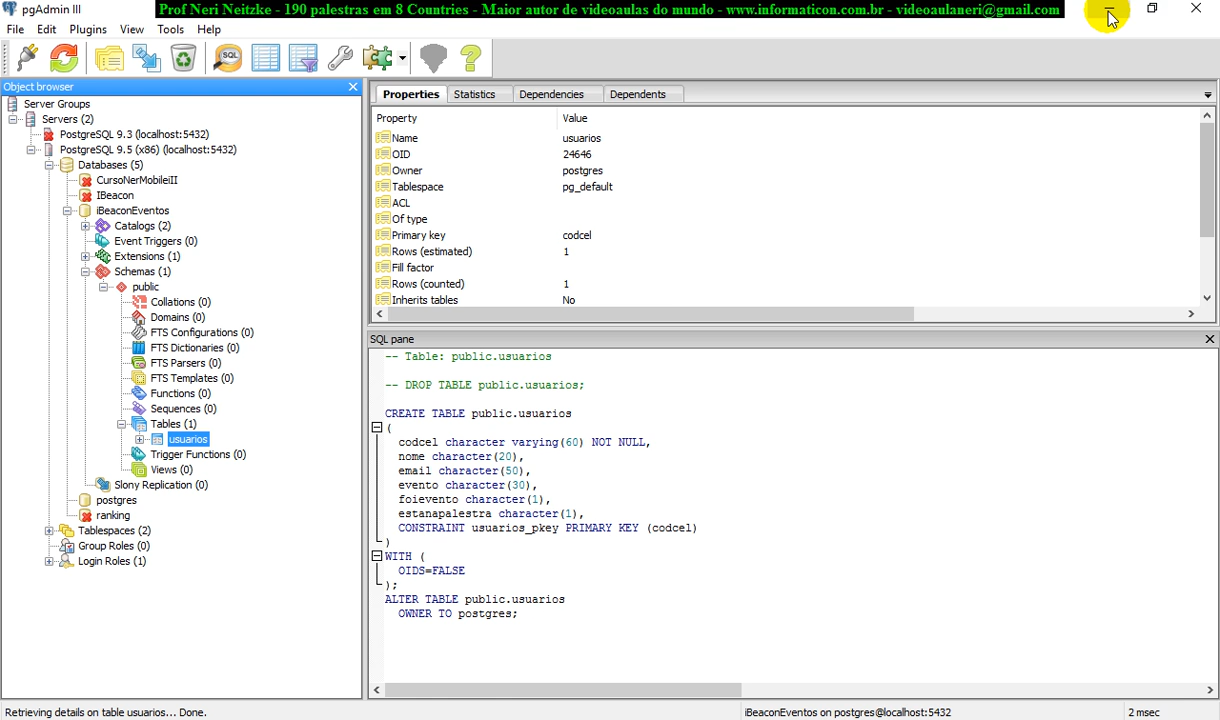 pgAdmin III
Prof Neri Neitzke - 190 palestras em 8 Countries - Maior autor de videoaulas do mundo - www.informaticon.com.br - videoaulaneri@gmail.com
File Edit Plugins View Tools Help
SQL
Object browser
Server Groups
Servers (2)
PostgreSQL 9.3 (localhost:5432)
PostgreSQL 9.5 (x86) (localhost:5432)
Databases (5)
CursoNerMobileII
IBeacon
iBeaconEventos
Catalogs (2)
Event Triggers (0)
Extensions (1)
Schemas (1)
public
Collations (0)
Domains (0)
FTS Configurations (0)
FTS Dictionaries (0)
FTS Parsers (0)
FTS Templates (0)
Functions (0)
Sequences (0)
Tables (1)
usuarios
Trigger Functions (0)
Views (0)
Slony Replication (0)
postgres
ranking
Tablespaces (2)
Group Roles (0)
Login Roles (1)
Properties Statistics Dependencies Dependents
Property Value
Name usuarios
OID 24646
Owner postgres
Tablespace pg_default
ACL
Of type
Primary key codcel
Rows (estimated) 1
Fill factor
Rows (counted) 1
Inherits tables No
SQL pane
-- Table: public.usuarios
-- DROP TABLE public.usuarios;
CREATE TABLE public.usuarios
(
codcel character varying(60) NOT NULL,
nome character(20),
email character(50),
evento character(30),
foievento character(1),
estanapalestra character(1),
CONSTRAINT usuarios_pkey PRIMARY KEY (codcel)
)
WITH (
OIDS=FALSE
);
ALTER TABLE public.usuarios
OWNER TO postgres;
Retrieving details on table usuarios... Done.
iBeaconEventos on postgres@localhost:5432
2 msec